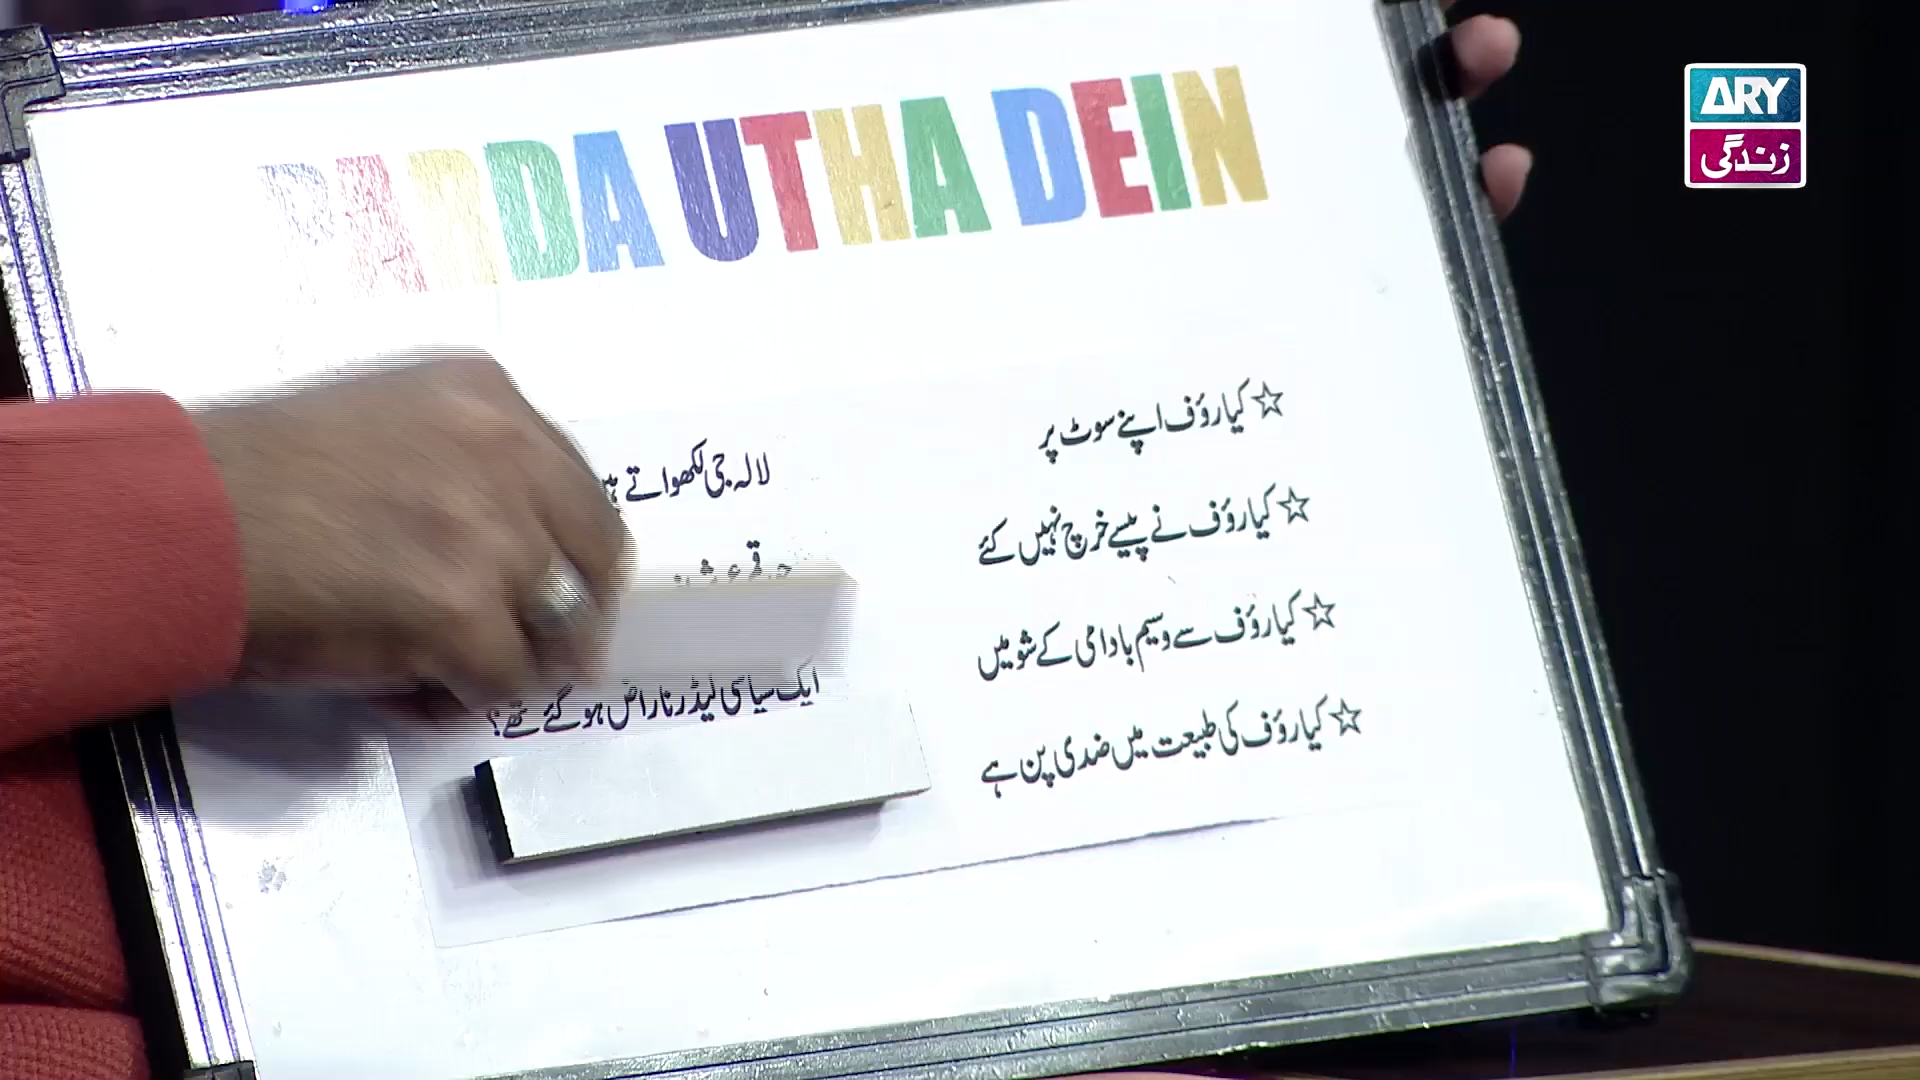 PARDA UTHA DEIN
ARY
زندگی
☆ کیا رؤف اپنے سوٹ پر لالہ جی لکھواتے
☆ کیا رؤف نے پیسے خرچ نہیں کئے
☆ کیا رؤف سے وسیم بادامی کے شو میں ایک سیاسی لیڈر ناراض ہو گئے تھے؟
☆ کیا رؤف کی طبیعت میں ضدی پن ہے